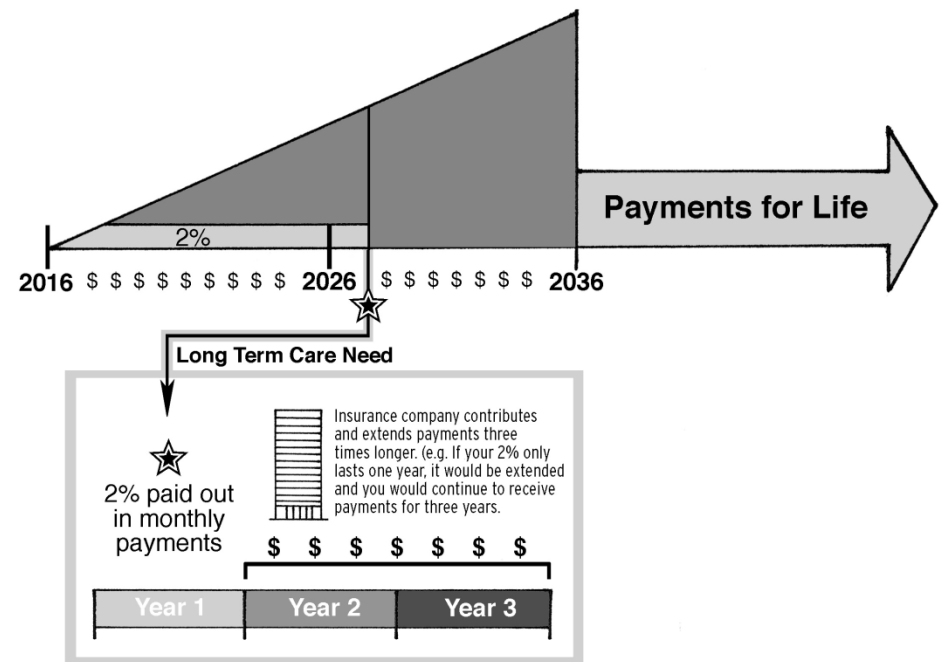 Payments for Life
2%
2016 $ $ $ $ $ $ $ $ $ 2026 $ $ $ $ $ $ $ 2036
Long Term Care Need
Insurance company contributes
and extends payments three
times longer. (e.g. If your 2% only
lasts one year, it would be extended
and you would continue to receive
payments for three years.
2% paid out
in monthly
payments
$ $ $ $ $ $ $
Year 1 Year 2 Year 3